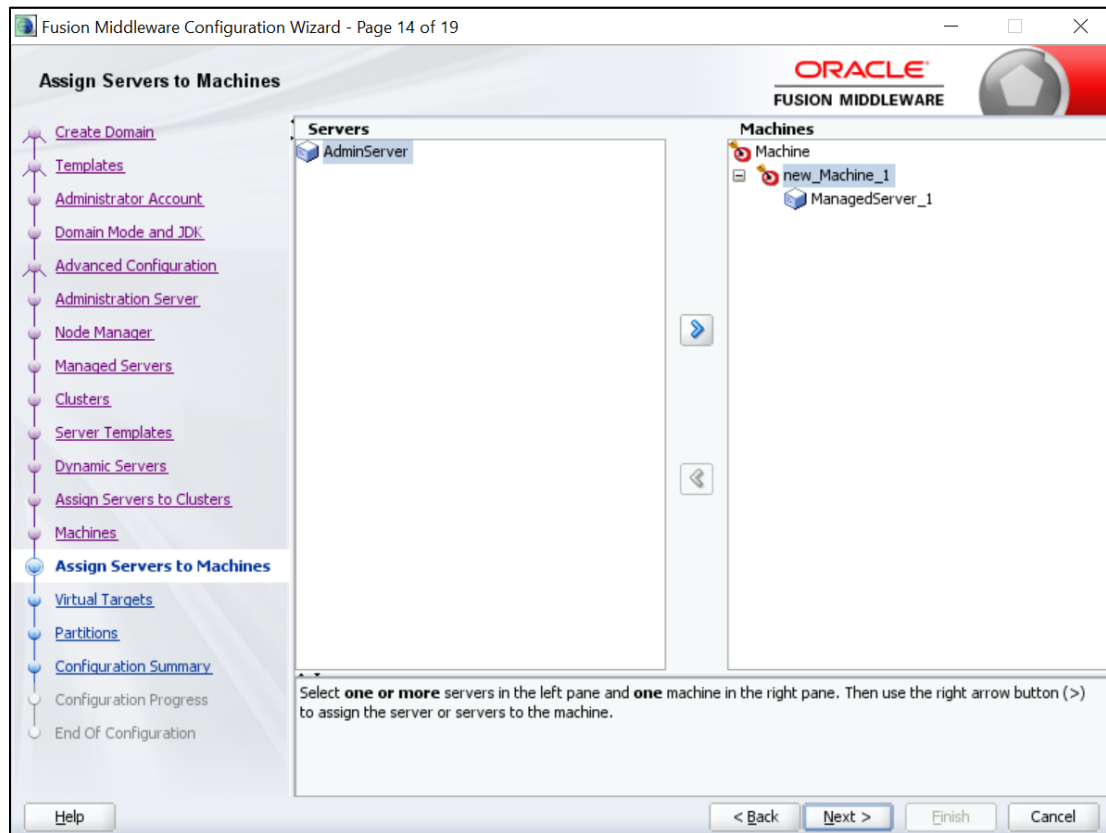 Fusion Middleware Configuration Wizard - Page 14 of 19
Assign Servers to Machines
ORACLE
FUSION MIDDLEWARE
Create Domain
Templates
Administrator Account
Domain Mode and JDK
Advanced Configuration
Administration Server
Node Manager
Managed Servers
Clusters
Server Templates
Dynamic Servers
Assign Servers to Clusters
Machines
Assign Servers to Machines
Virtual Targets
Partitions
Configuration Summary
Configuration Progress
End Of Configuration
Servers
AdminServer
Machines
Machine
new_Machine_1
ManagedServer_1
Select one or more servers in the left pane and one machine in the right pane. Then use the right arrow button (>)
to assign the server or servers to the machine.
Help
< Back
Next >
Finish
Cancel